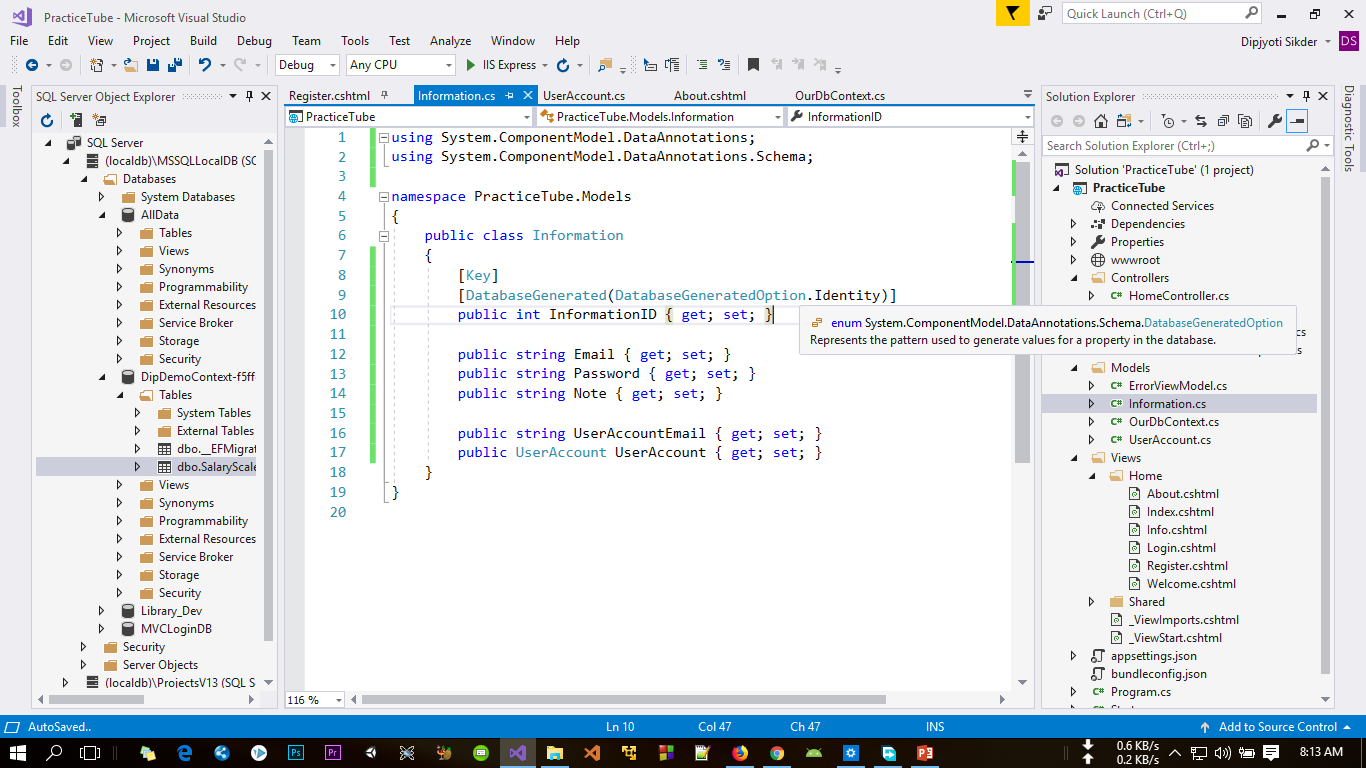 PracticeTube - Microsoft Visual Studio
Quick Launch (Ctrl+Q)
File Edit View Project Build Debug Team Tools Test Analyze Window Help
Dipjyoti Sikder DS
Debug Any CPU IIS Express
Toolbox
SQL Server Object Explorer
SQL Server
(localdb)\MSSQLLocalDB (SC
Databases
System Databases
AllData
Tables
Views
Synonyms
Programmability
External Resources
Service Broker
Storage
Security
DipDemoContext-f5ff
Tables
System Tables
External Tables
dbo.__EFMigrat
dbo.SalaryScale
Views
Synonyms
Programmability
External Resources
Service Broker
Storage
Security
Library_Dev
MVCLoginDB
Security
Server Objects
(localdb)\ProjectsV13 (SQL S
Register.cshtml Information.cs UserAccount.cs About.cshtml OurDbContext.cs
PracticeTube PracticeTube.Models.Information InformationID
1 using System.ComponentModel.DataAnnotations;
2 using System.ComponentModel.DataAnnotations.Schema;
3
4 namespace PracticeTube.Models
5 {
6 public class Information
7 {
8 [Key]
9 [DatabaseGenerated(DatabaseGeneratedOption.Identity)]
10 public int InformationID { get; set; }
11
12 public string Email { get; set; }
13 public string Password { get; set; }
14 public string Note { get; set; }
15
16 public string UserAccountEmail { get; set; }
17 public UserAccount UserAccount { get; set; }
18 }
19 }
20
enum System.ComponentModel.DataAnnotations.Schema.DatabaseGeneratedOption
Represents the pattern used to generate values for a property in the database.
116 %
Solution Explorer
Search Solution Explorer (Ctrl+;)
Solution 'PracticeTube' (1 project)
PracticeTube
Connected Services
Dependencies
Properties
wwwroot
Controllers
HomeController.cs
Models
ErrorViewModel.cs
Information.cs
OurDbContext.cs
UserAccount.cs
Views
Home
About.cshtml
Index.cshtml
Info.cshtml
Login.cshtml
Register.cshtml
Welcome.cshtml
Shared
_ViewImports.cshtml
_ViewStart.cshtml
appsettings.json
bundleconfig.json
Program.cs
Diagnostic Tools
AutoSaved.. Ln 10 Col 47 Ch 47 INS Add to Source Control
Ps Pr
0.6 KB/s
0.2 KB/s
8:13 AM